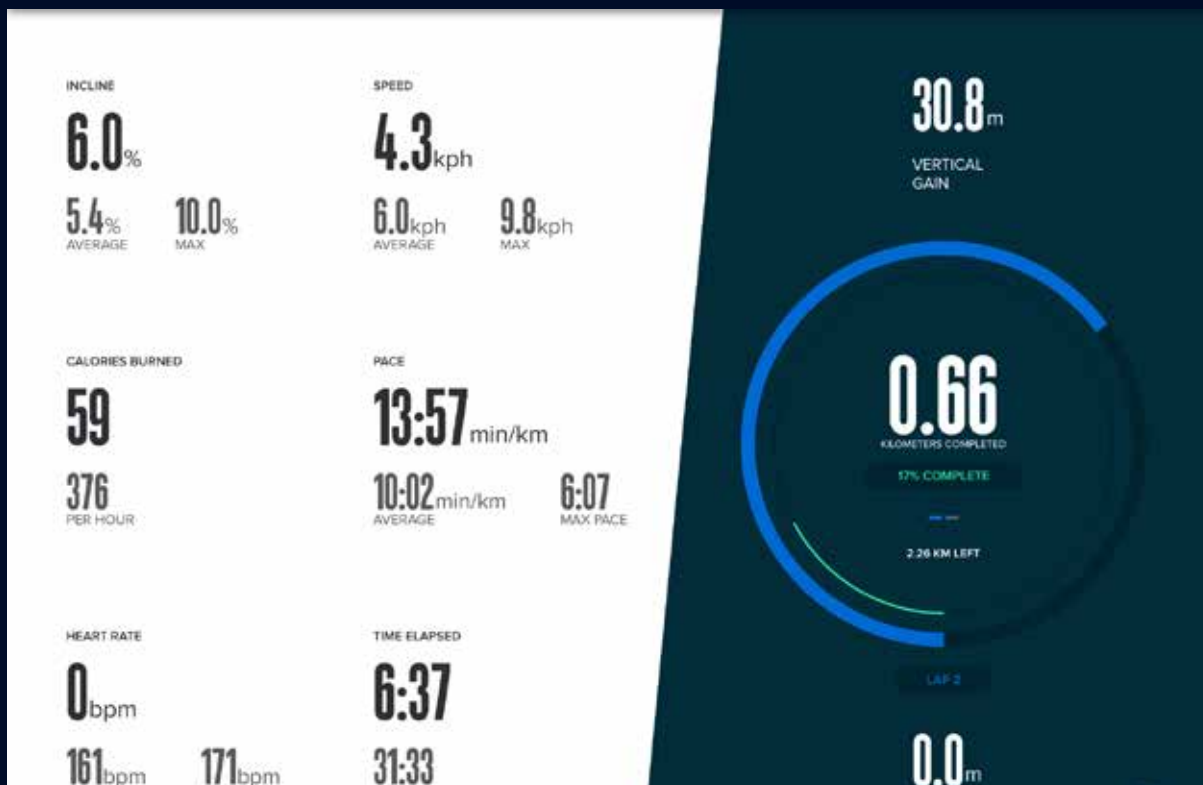 INCLINE
6.0%
5.4% 10.0%
AVERAGE MAX
SPEED
4.3kph
6.0kph 9.8kph
AVERAGE MAX
CALORIES BURNED
59
376
PER HOUR
PACE
13:57min/km
10:02min/km 6:07
AVERAGE MAX PACE
HEART RATE
0bpm
161bpm 171bpm
TIME ELAPSED
6:37
31:33
30.8m
VERTICAL
GAIN
0.66
KILOMETERS COMPLETED
17% COMPLETE
2.26 KM LEFT
LAP 2
0.0m